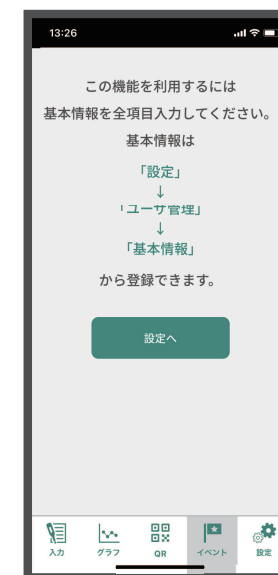 13:26
この機能を利用するには
基本情報を全項目入力してください。
基本情報は
「設定」
↓
「ユーザ管理」
↓
「基本情報」
から登録できます。
設定へ
入力 グラフ QR イベント 設定